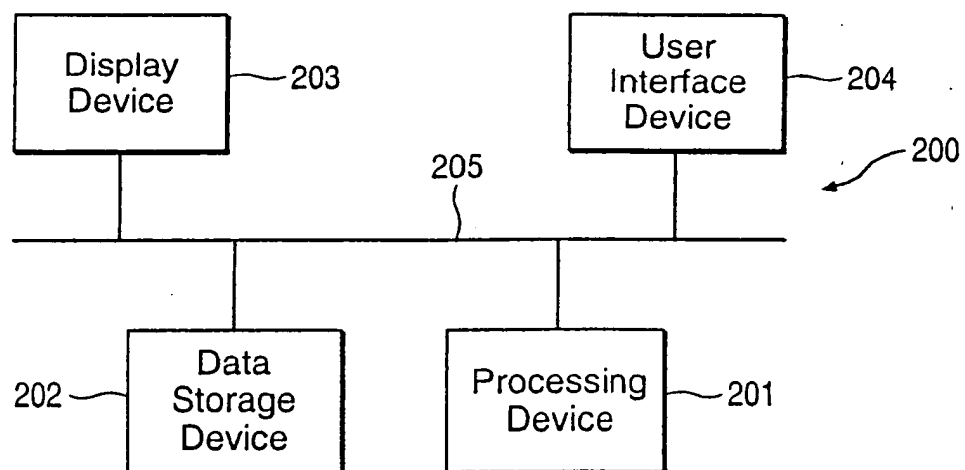 Display
Device
203
User
Interface
Device
204
200
205
Data
Storage
Device
202
Processing
Device
201